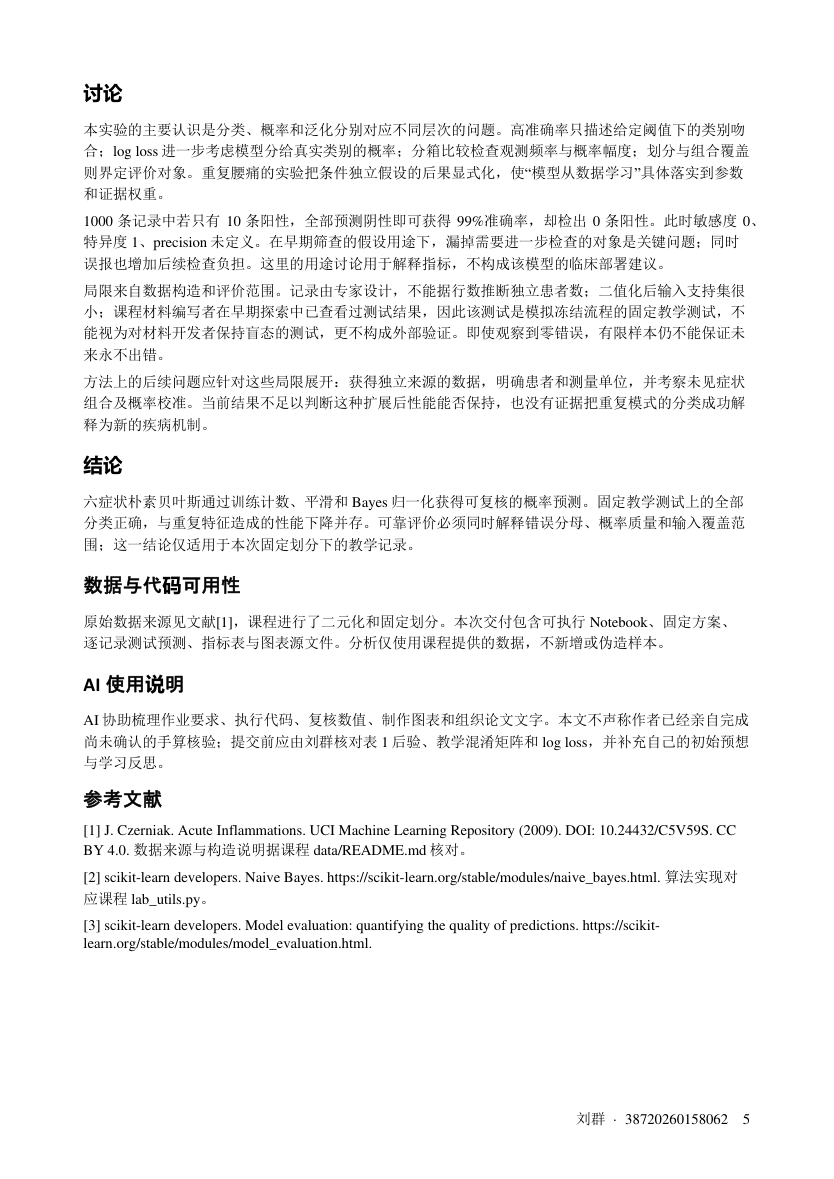 讨论
本实验的主要认识是分类、概率和泛化分别对应不同层次的问题。高准确率只描述给定阈值下的类别吻
合；log loss 进一步考虑模型分给真实类别的概率；分箱比较检查观测频率与概率幅度；划分与组合覆盖
则界定评价对象。重复腰痛的实验把条件独立假设的后果显式化，使“模型从数据学习”具体落实到参数
和证据权重。
1000 条记录中若只有 10 条阳性，全部预测阴性即可获得 99%准确率，却检出 0 条阳性。此时敏感度 0、
特异度 1、precision 未定义。在早期筛查的假设用途下，漏掉需要进一步检查的对象是关键问题；同时
误报也增加后续检查负担。这里的用途讨论用于解释指标，不构成该模型的临床部署建议。
局限来自数据构造和评价范围。记录由专家设计，不能据行数推断独立患者数；二值化后输入支持集很
小；课程材料编写者在早期探索中已查看过测试结果，因此该测试是模拟冻结流程的固定教学测试，不
能视为对材料开发者保持盲态的测试，更不构成外部验证。即使观察到零错误，有限样本仍不能保证未
来永不出错。
方法上的后续问题应针对这些局限展开：获得独立来源的数据，明确患者和测量单位，并考察未见症状
组合及概率校准。当前结果不足以判断这种扩展后性能能否保持，也没有证据把重复模式的分类成功解
释为新的疾病机制。
结论
六症状朴素贝叶斯通过训练计数、平滑和 Bayes 归一化获得可复核的概率预测。固定教学测试上的全部
分类正确，与重复特征造成的性能下降并存。可靠评价必须同时解释错误分母、概率质量和输入覆盖范
围；这一结论仅适用于本次固定划分下的教学记录。
数据与代码可用性
原始数据来源见文献[1]，课程进行了二元化和固定划分。本次交付包含可执行 Notebook、固定方案、
逐记录测试预测、指标表与图表源文件。分析仅使用课程提供的数据，不新增或伪造样本。
AI 使用说明
AI 协助梳理作业要求、执行代码、复核数值、制作图表和组织论文文字。本文不声称作者已经亲自完成
尚未确认的手算核验；提交前应由刘群核对表 1 后验、教学混淆矩阵和 log loss，并补充自己的初始预想
与学习反思。
参考文献
[1] J. Czerniak. Acute Inflammations. UCI Machine Learning Repository (2009). DOI: 10.24432/C5V59S. CC
BY 4.0. 数据来源与构造说明据课程 data/README.md 核对。
[2] scikit-learn developers. Naive Bayes. https://scikit-learn.org/stable/modules/naive_bayes.html. 算法实现对
应课程 lab_utils.py。
[3] scikit-learn developers. Model evaluation: quantifying the quality of predictions. https://scikit-
learn.org/stable/modules/model_evaluation.html.
刘群 · 38720260158062 5